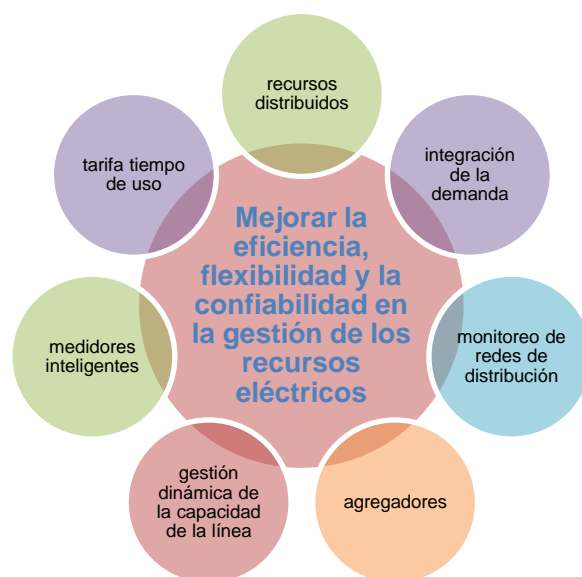 recursos
distribuidos
integración
de la
demanda
monitoreo de
redes de
distribución
agregadores
gestión
dinámica de
la capacidad
de la línea
medidores
inteligentes
tarifa tiempo
de uso
Mejorar la
eficiencia,
flexibilidad y la
confiabilidad en
la gestión de los
recursos
eléctricos